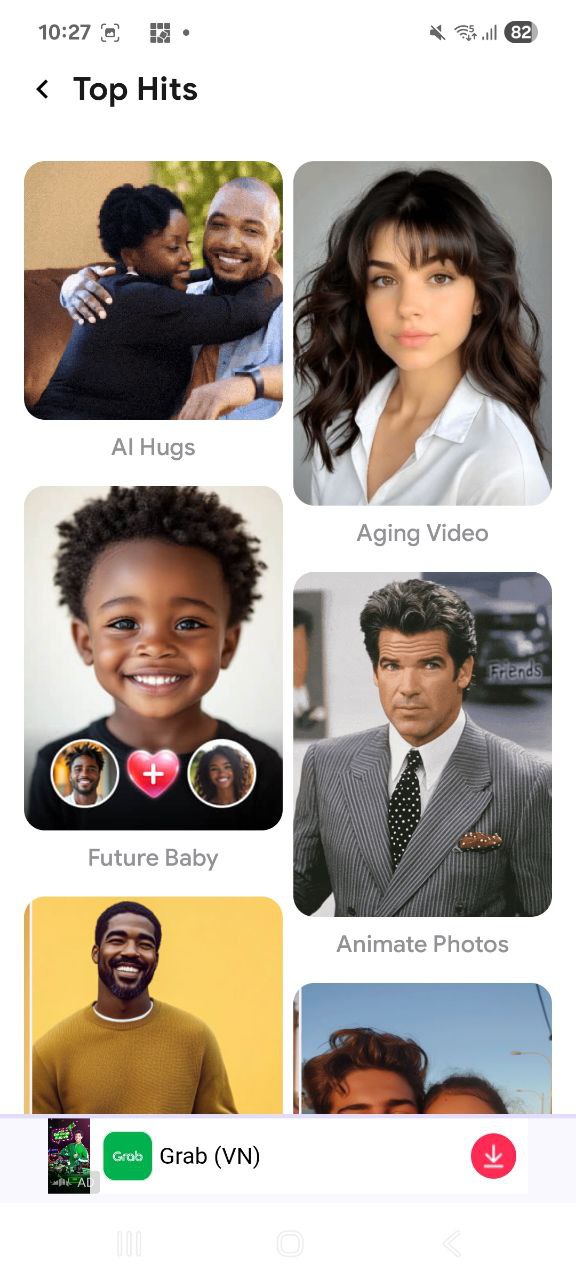 10:27
82
Top Hits
AI Hugs
Aging Video
Friends
Future Baby
Animate Photos
Grab
Grab (VN)
AD